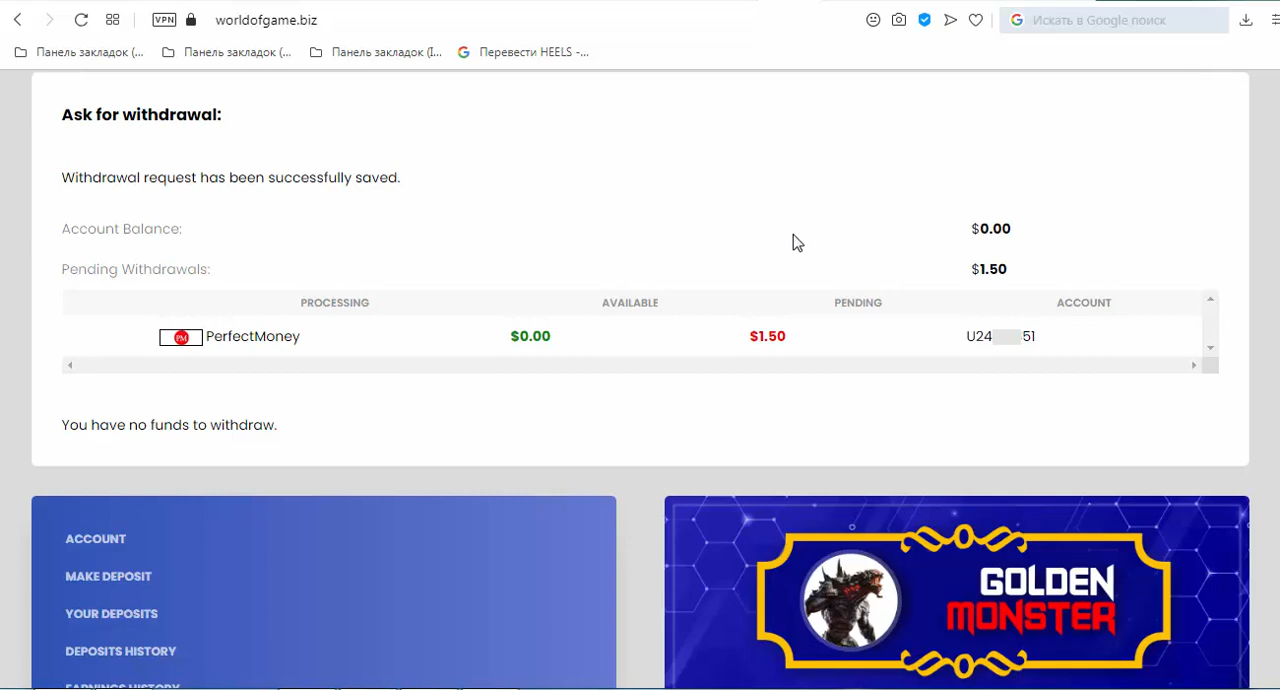 VPN worldofgame.biz Искать в Google поиск
Панель закладок (... Панель закладок (... Панель закладок (I... Перевести HEELS -...
Ask for withdrawal:
Withdrawal request has been successfully saved.
Account Balance: $0.00
Pending Withdrawals: $1.50
PROCESSING AVAILABLE PENDING ACCOUNT
PM PerfectMoney $0.00 $1.50 U24 51
You have no funds to withdraw.
ACCOUNT
MAKE DEPOSIT
YOUR DEPOSITS
DEPOSITS HISTORY
EARNINGS HISTORY
GOLDEN
MONSTER